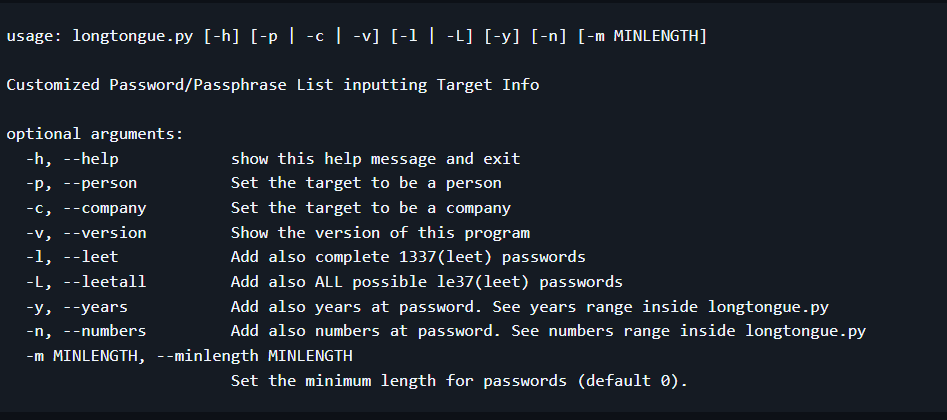 usage: longtongue.py [-h] [-p | -c | -v] [-l | -L] [-y] [-n] [-m MINLENGTH]
Customized Password/Passphrase List inputting Target Info
optional arguments:
-h, --help show this help message and exit
-p, --person Set the target to be a person
-c, --company Set the target to be a company
-v, --version Show the version of this program
-l, --leet Add also complete 1337(leet) passwords
-L, --leetall Add also ALL possible le37(leet) passwords
-y, --years Add also years at password. See years range inside longtongue.py
-n, --numbers Add also numbers at password. See numbers range inside longtongue.py
-m MINLENGTH, --minlength MINLENGTH
Set the minimum length for passwords (default 0).